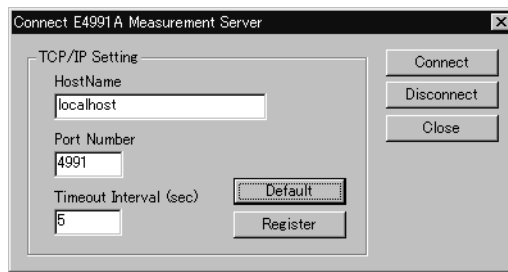 Connect E4991A Measurement Server
TCP/IP Setting
HostName
localhost
Port Number
4991
Timeout Interval (sec)
5
Default
Register
Connect
Disconnect
Close